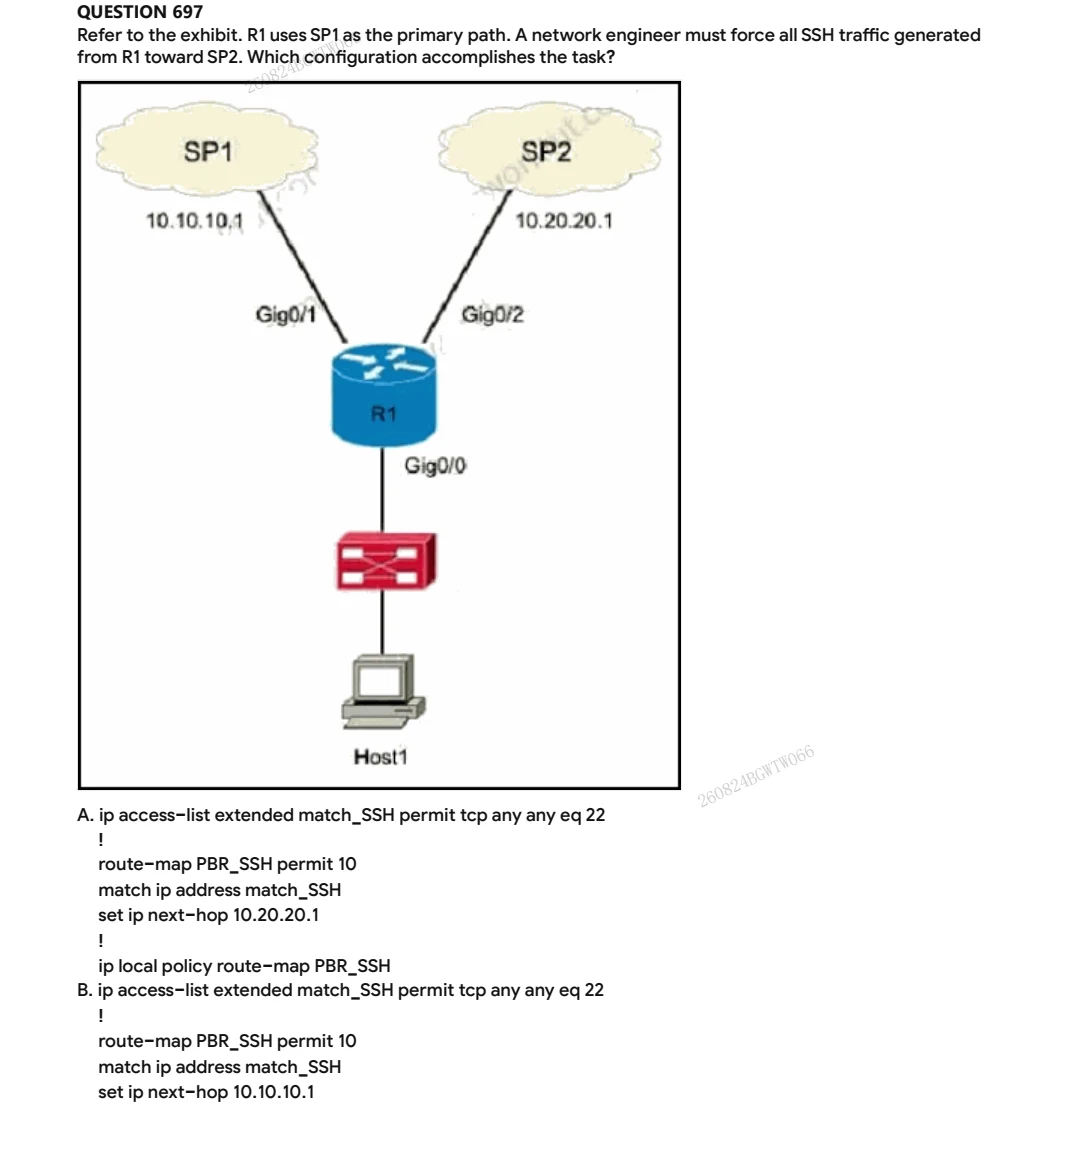 QUESTION 697
Refer to the exhibit. R1 uses SP1 as the primary path. A network engineer must force all SSH traffic generated
from R1 toward SP2. Which configuration accomplishes the task?
SP1
SP2
10.10.10.1
10.20.20.1
Gig0/1
Gig0/2
R1
Gig0/0
Host1
260824BGWTW066
A. ip access-list extended match_SSH permit tcp any any eq 22
!
route-map PBR_SSH permit 10
match ip address match_SSH
set ip next-hop 10.20.20.1
!
ip local policy route-map PBR_SSH
B. ip access-list extended match_SSH permit tcp any any eq 22
!
route-map PBR_SSH permit 10
match ip address match_SSH
set ip next-hop 10.10.10.1